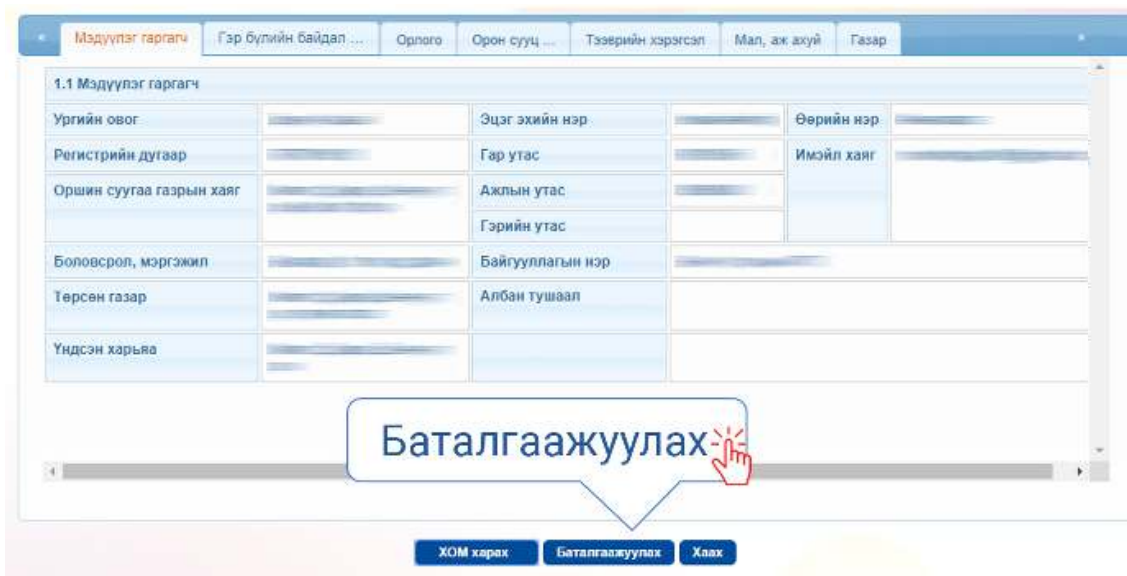 Мэдүүлэг гаргагч Гэр бүлийн байдал ... Орлого Орон сууц ... Тээврийн хэрэгсэл Мал, аж ахуй Газар
1.1 Мэдүүлэг гаргагч
Ургийн овог Эцэг эхийн нэр Өөрийн нэр
Регистрийн дугаар Гар утас Имэйл хаяг
Оршин суугаа газрын хаяг Ажлын утас
Гэрийн утас
Боловсрол, мэргэжил Байгууллагын нэр
Төрсөн газар Албан тушаал
Үндсэн харьяа
Баталгаажуулах
ХОМ харах Баталгаажуулах Хаах